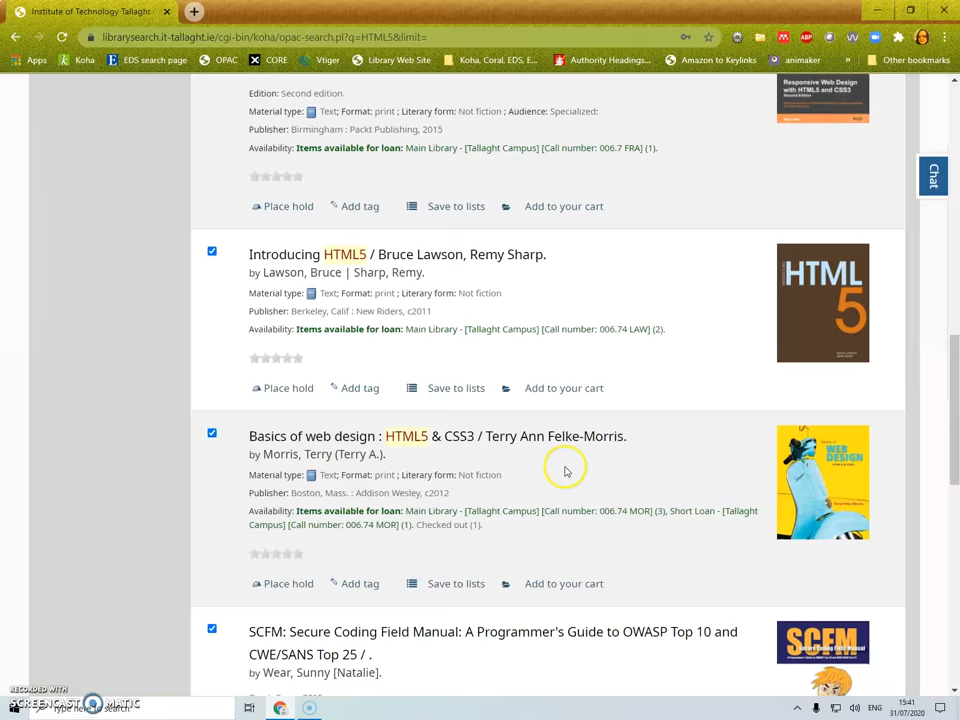 Institute of Technology Tallaght
librarysearch.it-tallaght.ie/cgi-bin/koha/opac-search.pl?q=HTML5&limit=
Apps Koha EDS search page OPAC CORE Vtiger Library Web Site Koha, Coral, EDS, E... Authority Headings... Amazon to Keylinks animaker » Other bookmarks
Responsive Web Design
with HTML5 and CSS3
Edition: Second edition.
Material type: Text; Format: print ; Literary form: Not fiction ; Audience: Specialized;
Publisher: Birmingham : Packt Publishing, 2015
Availability: Items available for loan: Main Library - [Tallaght Campus] [Call number: 006.7 FRA] (1).
Chat
Place hold Add tag Save to lists Add to your cart
Introducing HTML5 / Bruce Lawson, Remy Sharp.
by Lawson, Bruce | Sharp, Remy.
Material type: Text; Format: print ; Literary form: Not fiction
Publisher: Berkeley, Calif : New Riders, c2011
Availability: Items available for loan: Main Library - [Tallaght Campus] [Call number: 006.74 LAW] (2).
HTML
5
Place hold Add tag Save to lists Add to your cart
Basics of web design : HTML5 & CSS3 / Terry Ann Felke-Morris.
by Morris, Terry (Terry A.).
Material type: Text; Format: print ; Literary form: Not fiction
Publisher: Boston, Mass. : Addison Wesley, c2012
Availability: Items available for loan: Main Library - [Tallaght Campus] [Call number: 006.74 MOR] (3), Short Loan - [Tallaght
Campus] [Call number: 006.74 MOR] (1). Checked out (1).
WEB
DESIGN
Place hold Add tag Save to lists Add to your cart
SCFM: Secure Coding Field Manual: A Programmer's Guide to OWASP Top 10 and
CWE/SANS Top 25 / .
by Wear, Sunny [Natalie].
SCFM
RECORDED WITH
SCREENCAST MATIC
Type here to search
ENG
15:41
31/07/2020